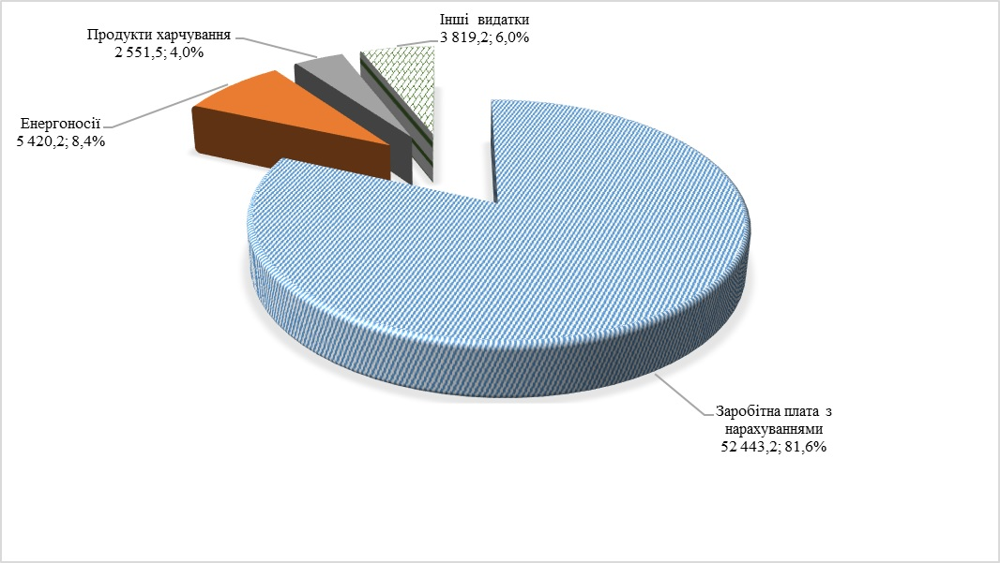 Інші видатки
3 819,2; 6,0%
Продукти харчування
2 551,5; 4,0%
Енергоносії
5 420,2; 8,4%
Заробітна плата з
нарахуваннями
52 443,2; 81,6%